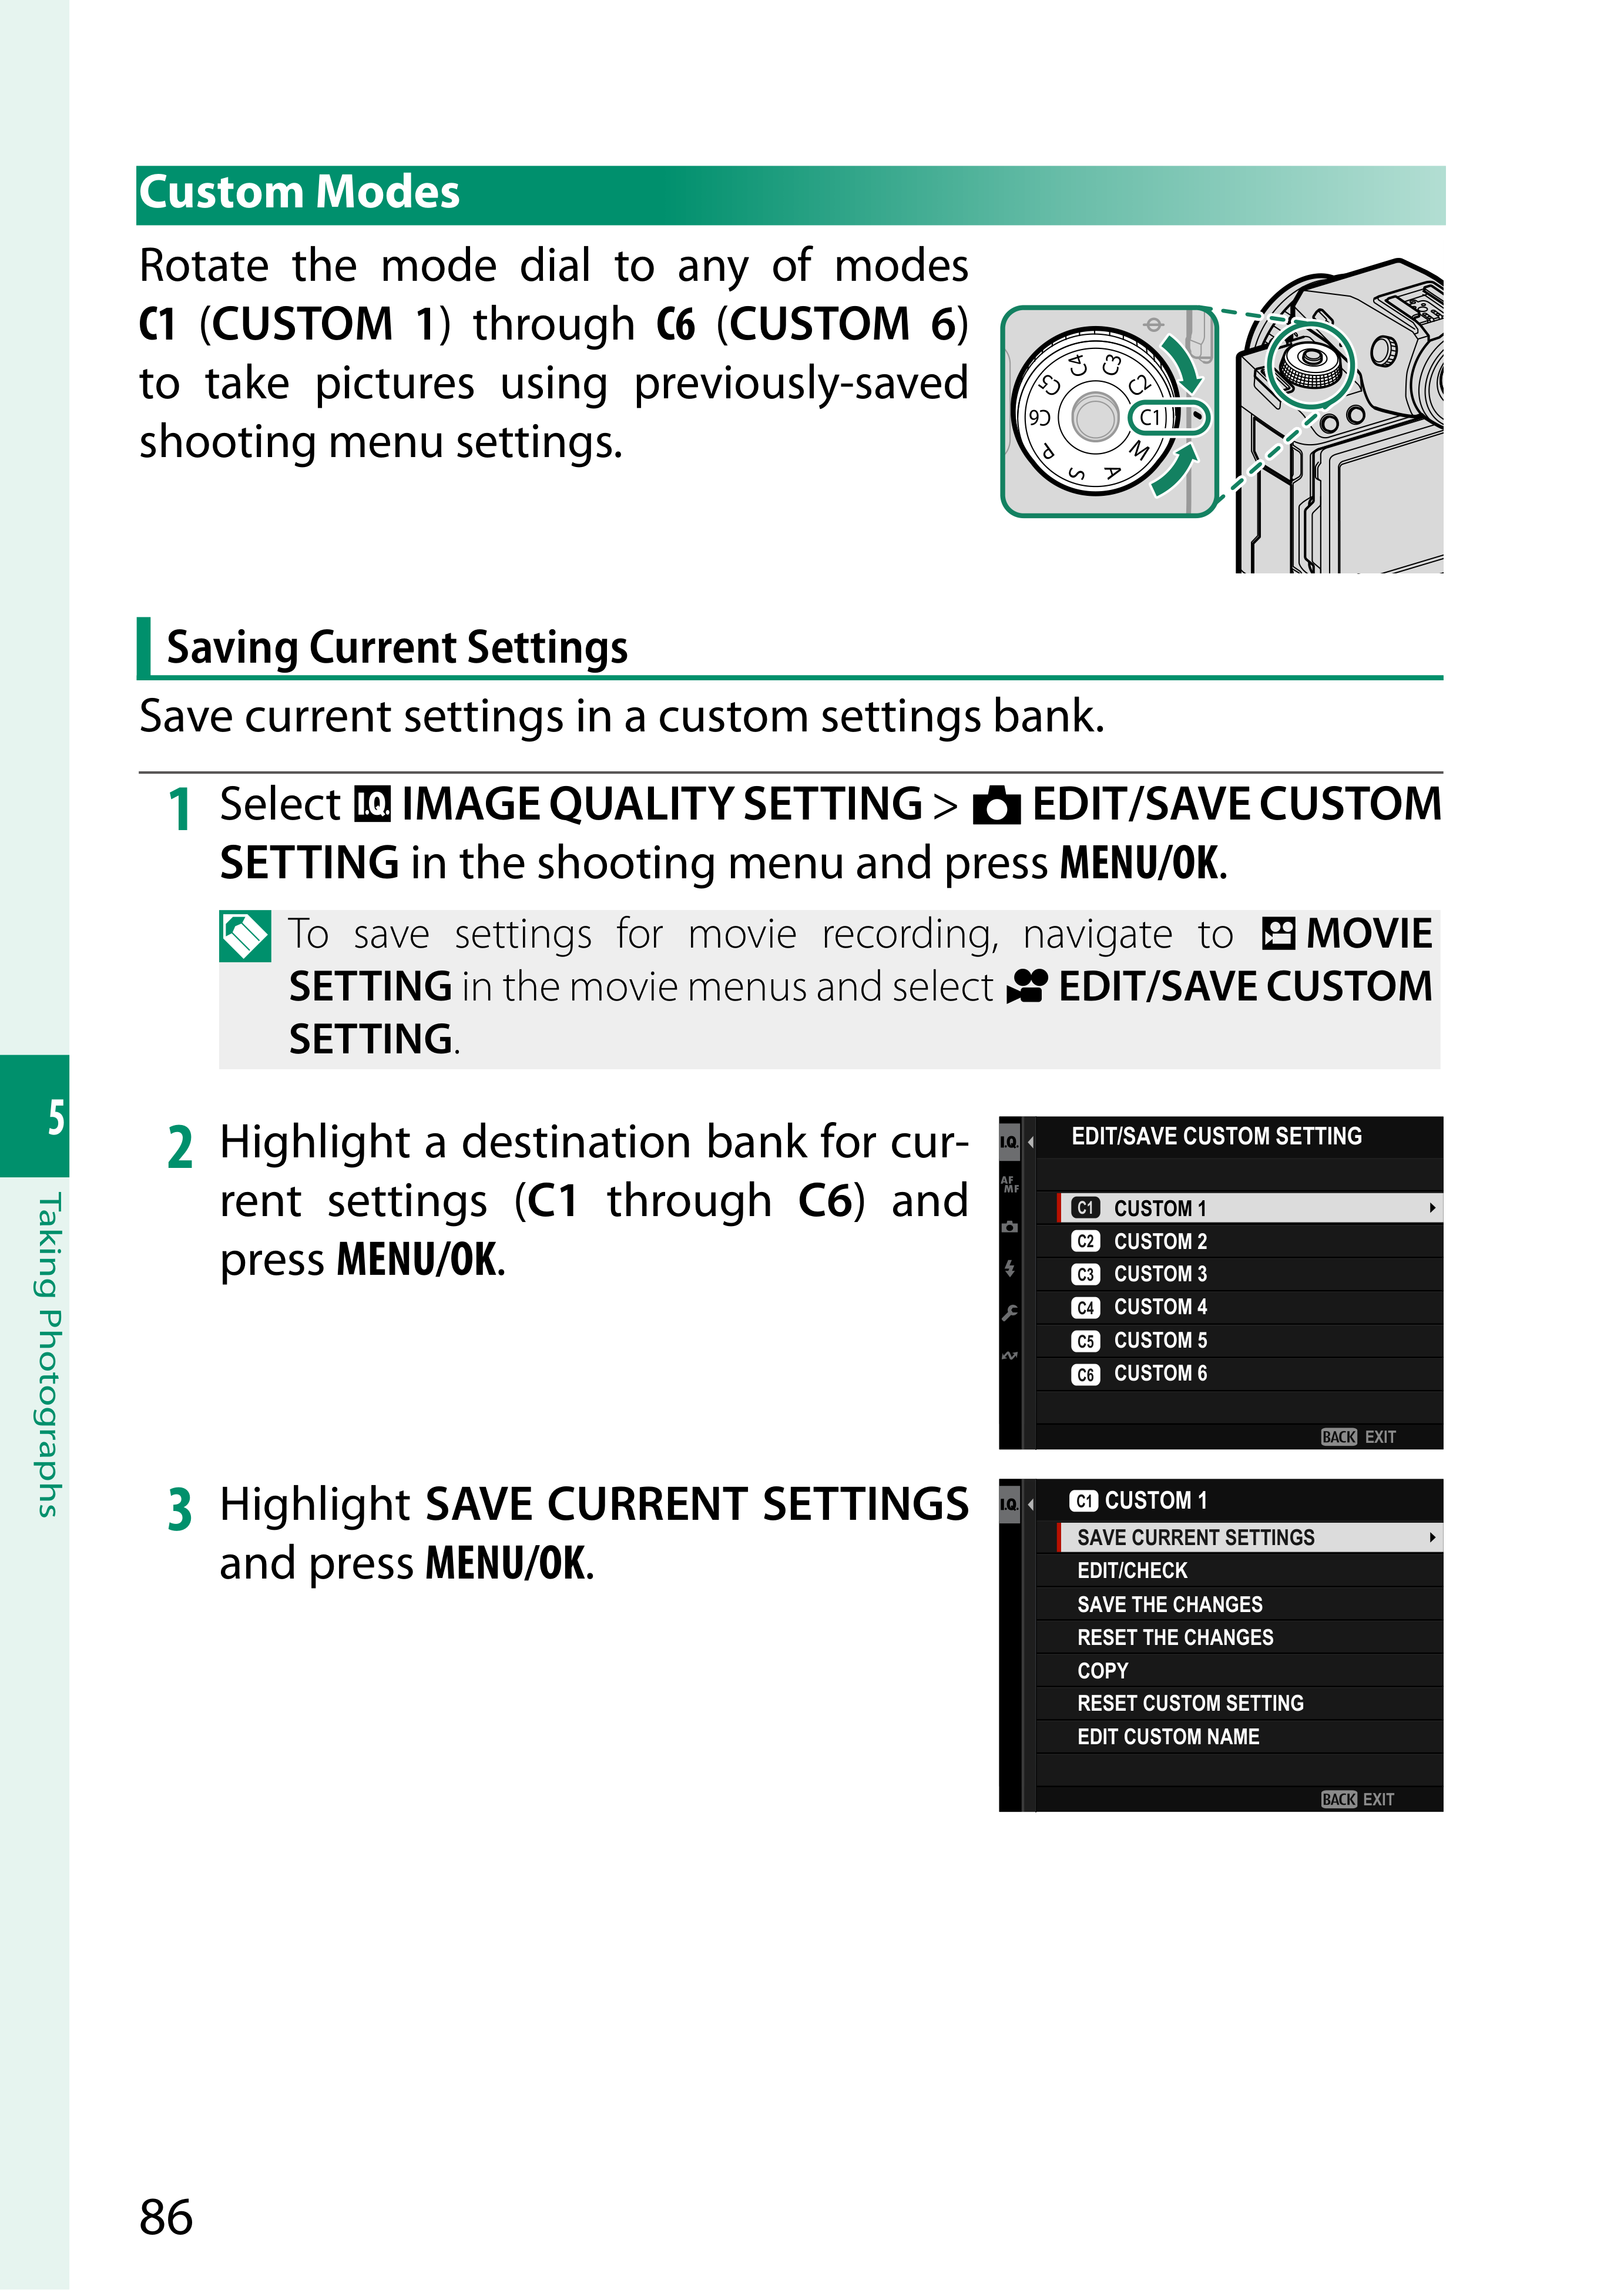 Custom Modes
Rotate the mode dial to any of modes
C1 (CUSTOM 1) through C6 (CUSTOM 6)
to take pictures using previously-saved
shooting menu settings.
C6 C5 C4 C3 C2 C1 M A S P
Saving Current Settings
Save current settings in a custom settings bank.
1 Select I.Q. IMAGE QUALITY SETTING > EDIT/SAVE CUSTOM
SETTING in the shooting menu and press MENU/OK.
To save settings for movie recording, navigate to MOVIE
SETTING in the movie menus and select EDIT/SAVE CUSTOM
SETTING.
2 Highlight a destination bank for cur-
rent settings (C1 through C6) and
press MENU/OK.
I.Q.
AF
MF
EDIT/SAVE CUSTOM SETTING
C1 CUSTOM 1
C2 CUSTOM 2
C3 CUSTOM 3
C4 CUSTOM 4
C5 CUSTOM 5
C6 CUSTOM 6
BACK EXIT
3 Highlight SAVE CURRENT SETTINGS
and press MENU/OK.
I.Q.
C1 CUSTOM 1
SAVE CURRENT SETTINGS
EDIT/CHECK
SAVE THE CHANGES
RESET THE CHANGES
COPY
RESET CUSTOM SETTING
EDIT CUSTOM NAME
BACK EXIT
5
Taking Photographs
86